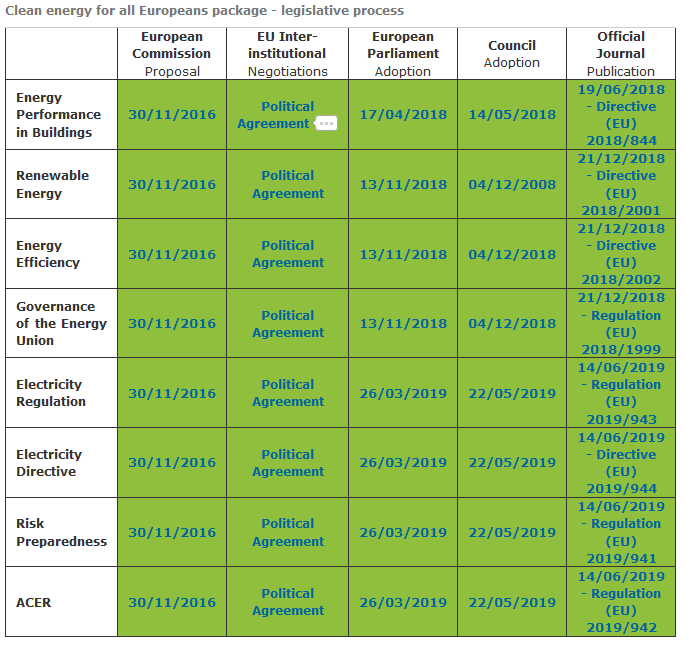 Clean energy for all Europeans package - legislative process
European Commission Proposal
EU Inter-institutional Negotiations
European Parliament Adoption
Council Adoption
Official Journal Publication
Energy Performance in Buildings
30/11/2016
Political Agreement
17/04/2018
14/05/2018
19/06/2018 - Directive (EU) 2018/844
Renewable Energy
30/11/2016
Political Agreement
13/11/2018
04/12/2008
21/12/2018 - Directive (EU) 2018/2001
Energy Efficiency
30/11/2016
Political Agreement
13/11/2018
04/12/2018
21/12/2018 - Directive (EU) 2018/2002
Governance of the Energy Union
30/11/2016
Political Agreement
13/11/2018
04/12/2018
21/12/2018 - Regulation (EU) 2018/1999
Electricity Regulation
30/11/2016
Political Agreement
26/03/2019
22/05/2019
14/06/2019 - Regulation (EU) 2019/943
Electricity Directive
30/11/2016
Political Agreement
26/03/2019
22/05/2019
14/06/2019 - Directive (EU) 2019/944
Risk Preparedness
30/11/2016
Political Agreement
26/03/2019
22/05/2019
14/06/2019 - Regulation (EU) 2019/941
ACER
30/11/2016
Political Agreement
26/03/2019
22/05/2019
14/06/2019 - Regulation (EU) 2019/942